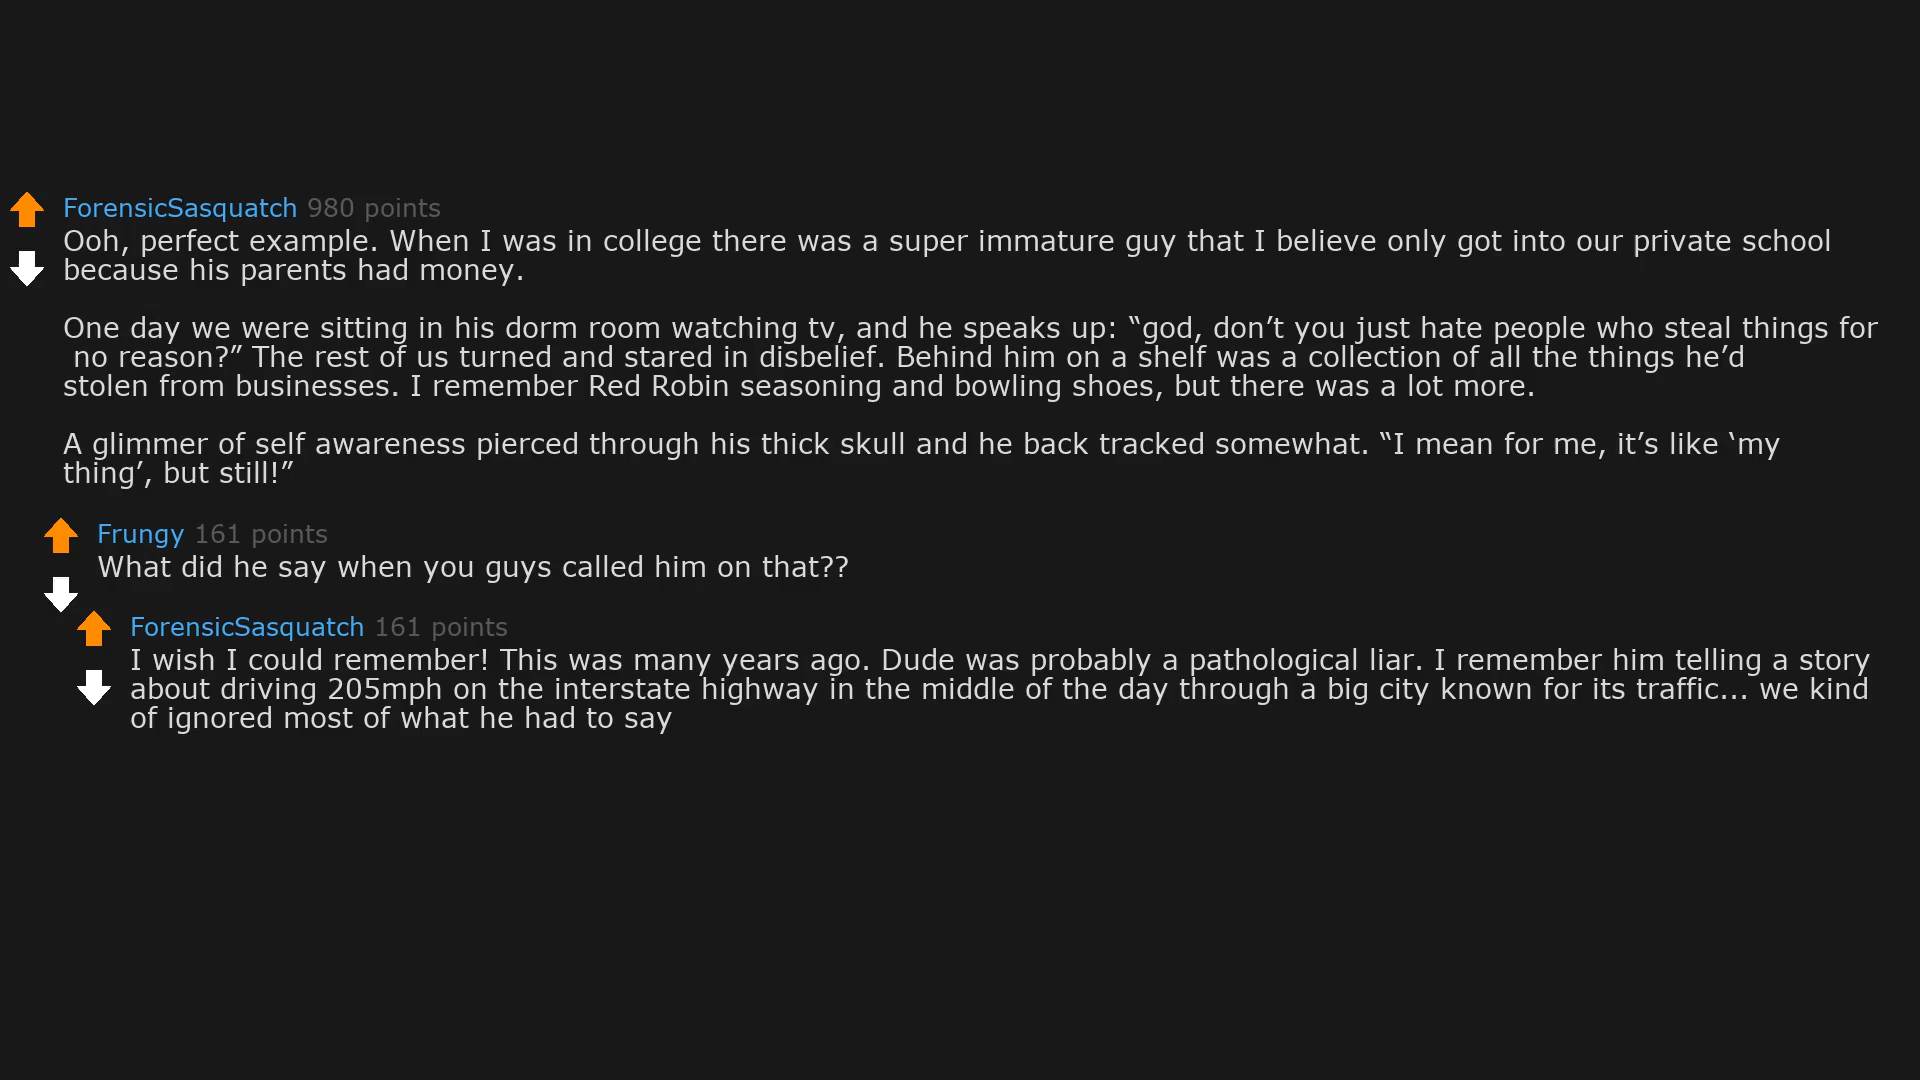 ForensicSasquatch 980 points
Ooh, perfect example. When I was in college there was a super immature guy that I believe only got into our private school
because his parents had money.
One day we were sitting in his dorm room watching tv, and he speaks up: “god, don’t you just hate people who steal things for
no reason?” The rest of us turned and stared in disbelief. Behind him on a shelf was a collection of all the things he’d
stolen from businesses. I remember Red Robin seasoning and bowling shoes, but there was a lot more.
A glimmer of self awareness pierced through his thick skull and he back tracked somewhat. “I mean for me, it’s like ‘my
thing’, but still!”
Frungy 161 points
What did he say when you guys called him on that??
ForensicSasquatch 161 points
I wish I could remember! This was many years ago. Dude was probably a pathological liar. I remember him telling a story
about driving 205mph on the interstate highway in the middle of the day through a big city known for its traffic... we kind
of ignored most of what he had to say